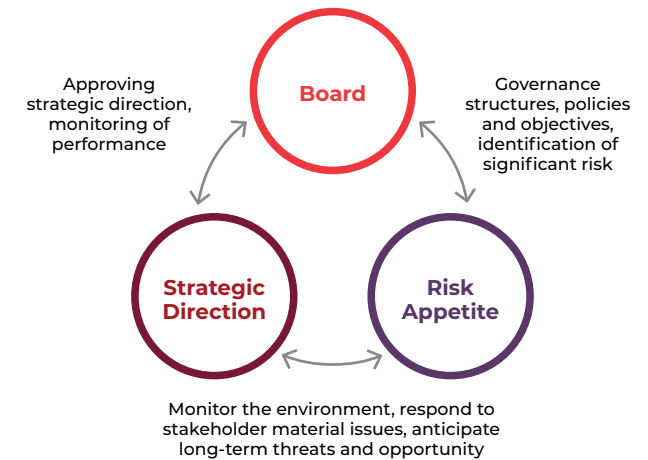 Board
Approving
strategic direction,
monitoring of
performance
Governance
structures, policies
and objectives,
identification of
significant risk
Strategic
Direction
Risk
Appetite
Monitor the environment, respond to
stakeholder material issues, anticipate
long-term threats and opportunity